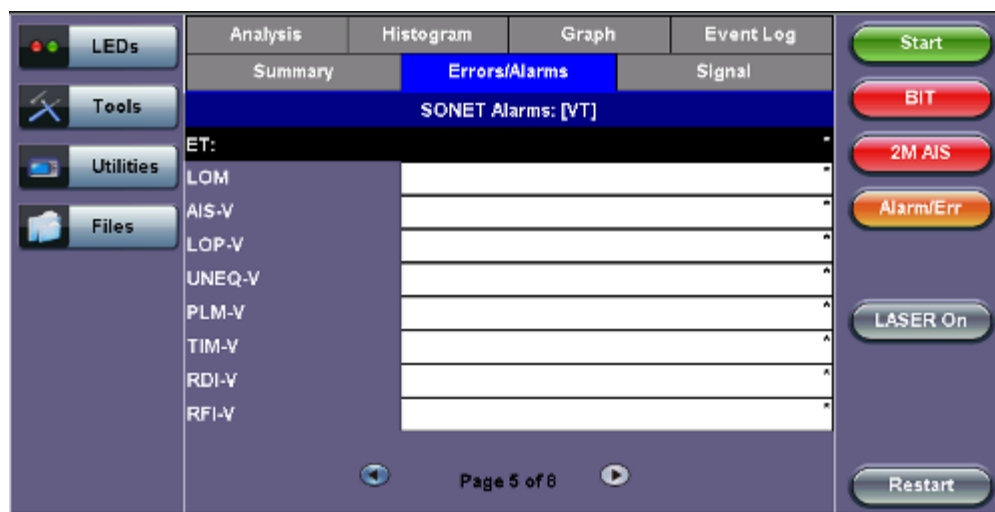 LEDs
Tools
Utilities
Files
Analysis Histogram Graph Event Log
Summary Errors/Alarms Signal
SONET Alarms: [VT]
ET:
LOM
AIS-V
LOP-V
UNEQ-V
PLM-V
TIM-V
RDI-V
RFI-V
Page 5 of 8
Start
BIT
2M AIS
Alarm/Err
LASER On
Restart